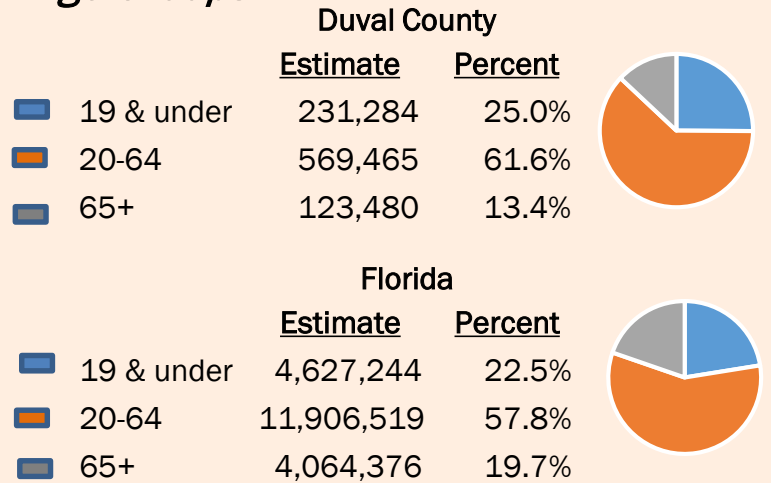 Duval County
Estimate Percent
19 & under 231,284 25.0%
20-64 569,465 61.6%
65+ 123,480 13.4%
Florida
Estimate Percent
19 & under 4,627,244 22.5%
20-64 11,906,519 57.8%
65+ 4,064,376 19.7%